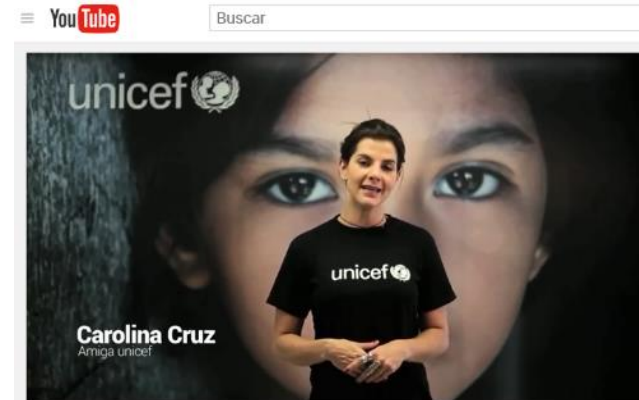 YouTube
Buscar
unicef
unicef
Carolina Cruz
Amiga unicef